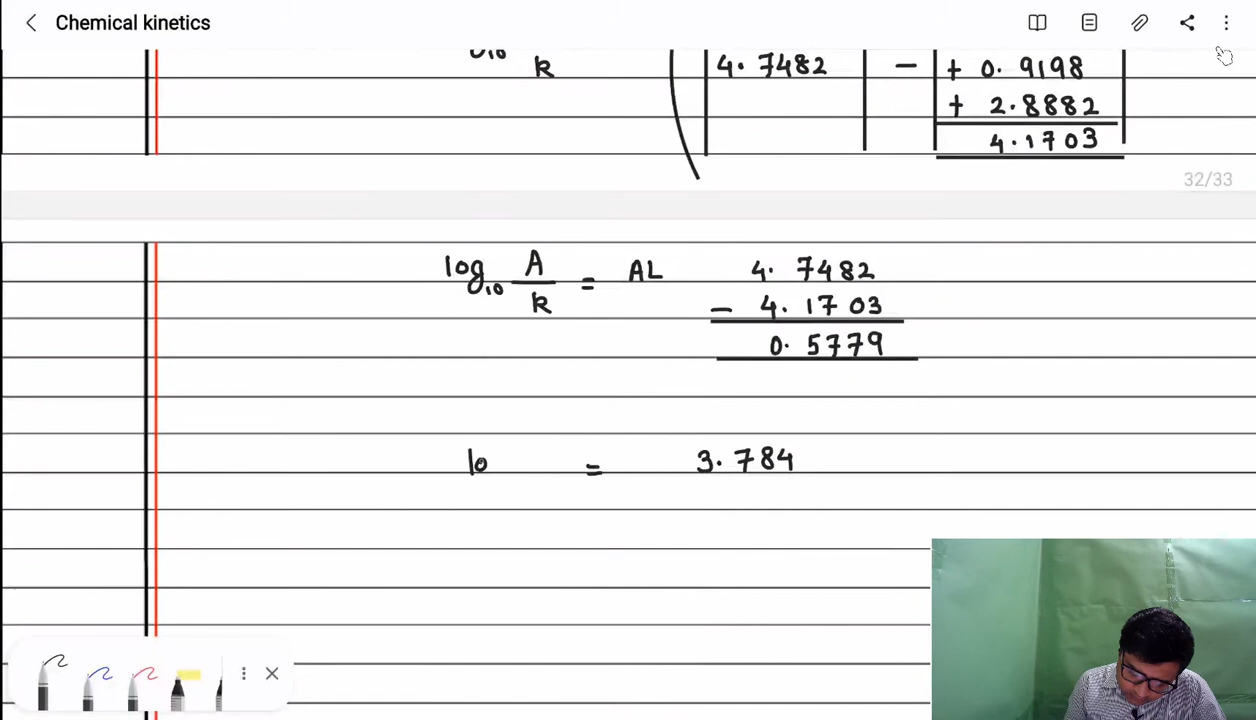 Chemical kinetics
k 4.7482 - + 0.9198
+ 2.8882
4.1703
32/33
log10 A/k = AL 4.7482
- 4.1703
0.5779
10 = 3.784